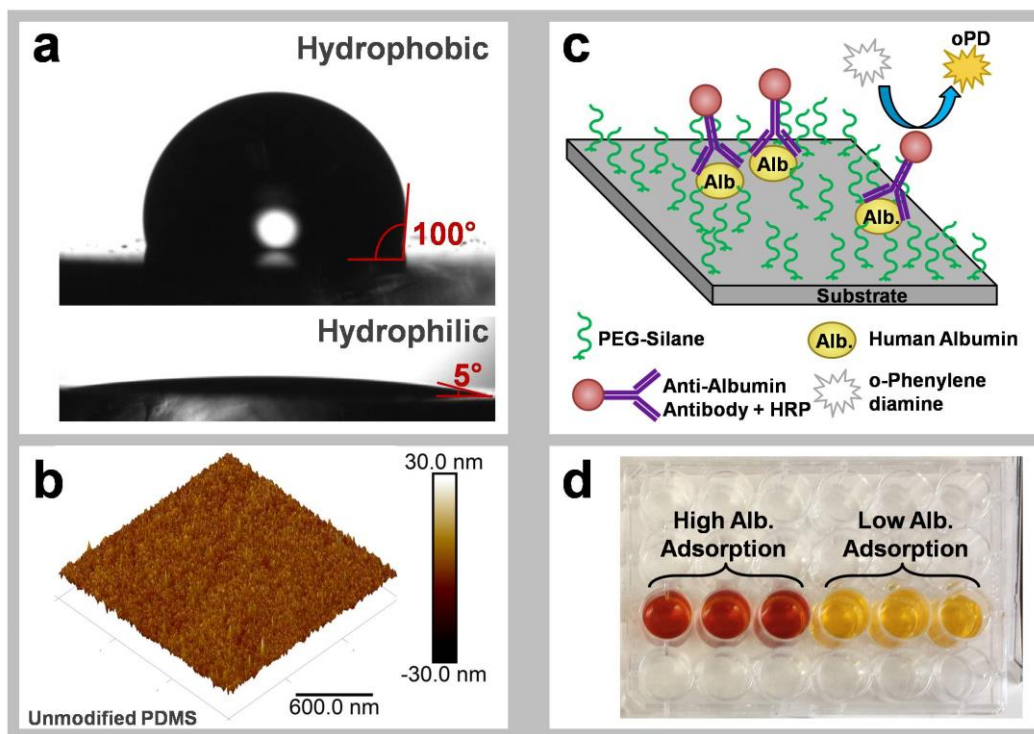 a
Hydrophobic
100°
Hydrophilic
5°
b
30.0 nm
-30.0 nm
600.0 nm
Unmodified PDMS
c
oPD
Alb.
Alb
Alb.
Substrate
PEG-Silane
Alb.
Human Albumin
Anti-Albumin
Antibody + HRP
o-Phenylene
diamine
d
High Alb.
Adsorption
Low Alb.
Adsorption